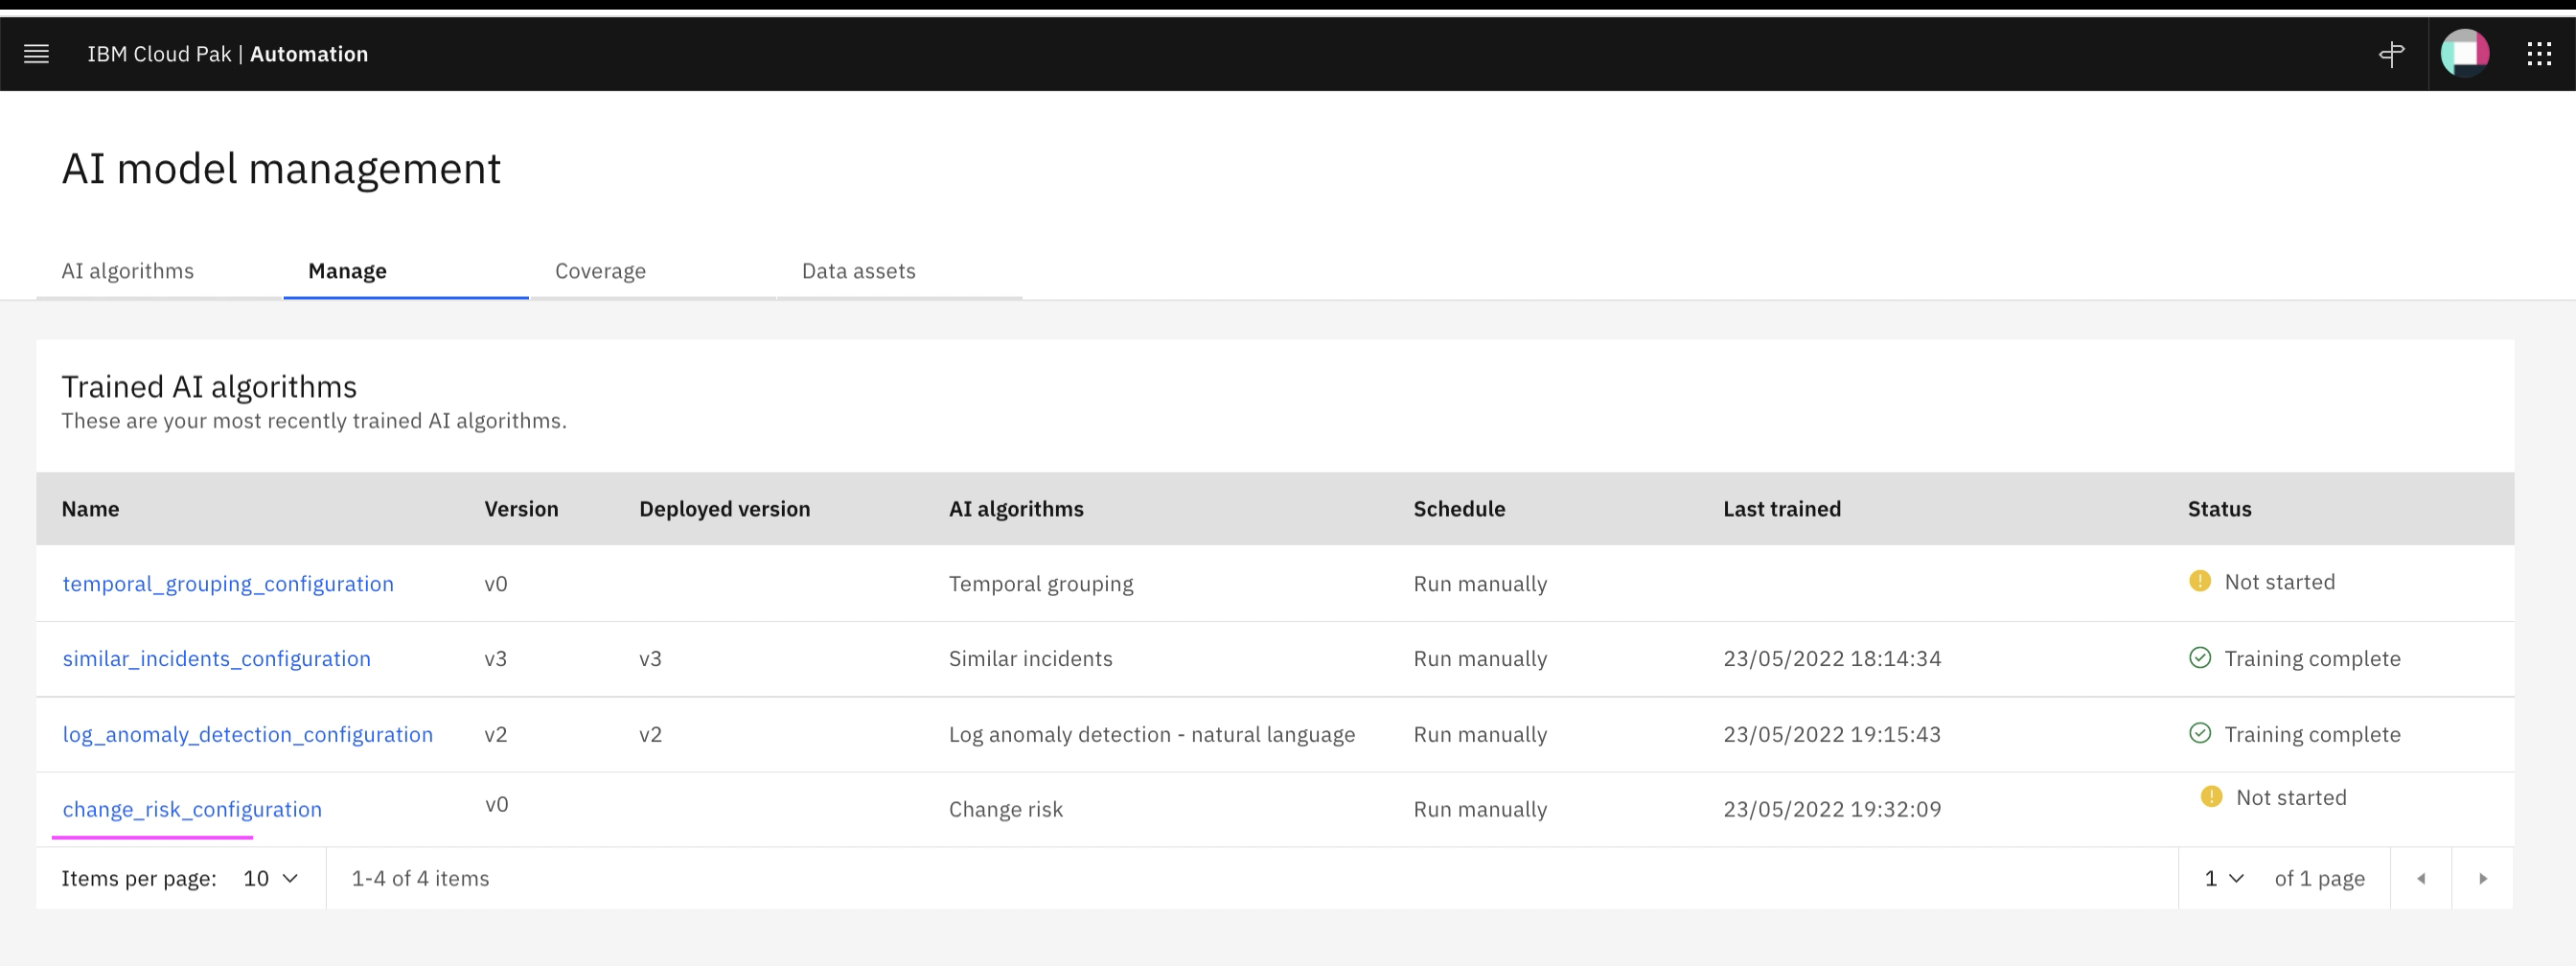 IBM Cloud Pak | Automation
AI model management
AI algorithms Manage Coverage Data assets
Trained AI algorithms
These are your most recently trained AI algorithms.
Name Version Deployed version AI algorithms Schedule Last trained Status
temporal_grouping_configuration v0 Temporal grouping Run manually Not started
similar_incidents_configuration v3 v3 Similar incidents Run manually 23/05/2022 18:14:34 Training complete
log_anomaly_detection_configuration v2 v2 Log anomaly detection - natural language Run manually 23/05/2022 19:15:43 Training complete
change_risk_configuration v0 Change risk Run manually 23/05/2022 19:32:09 Not started
Items per page: 10 1-4 of 4 items 1 of 1 page